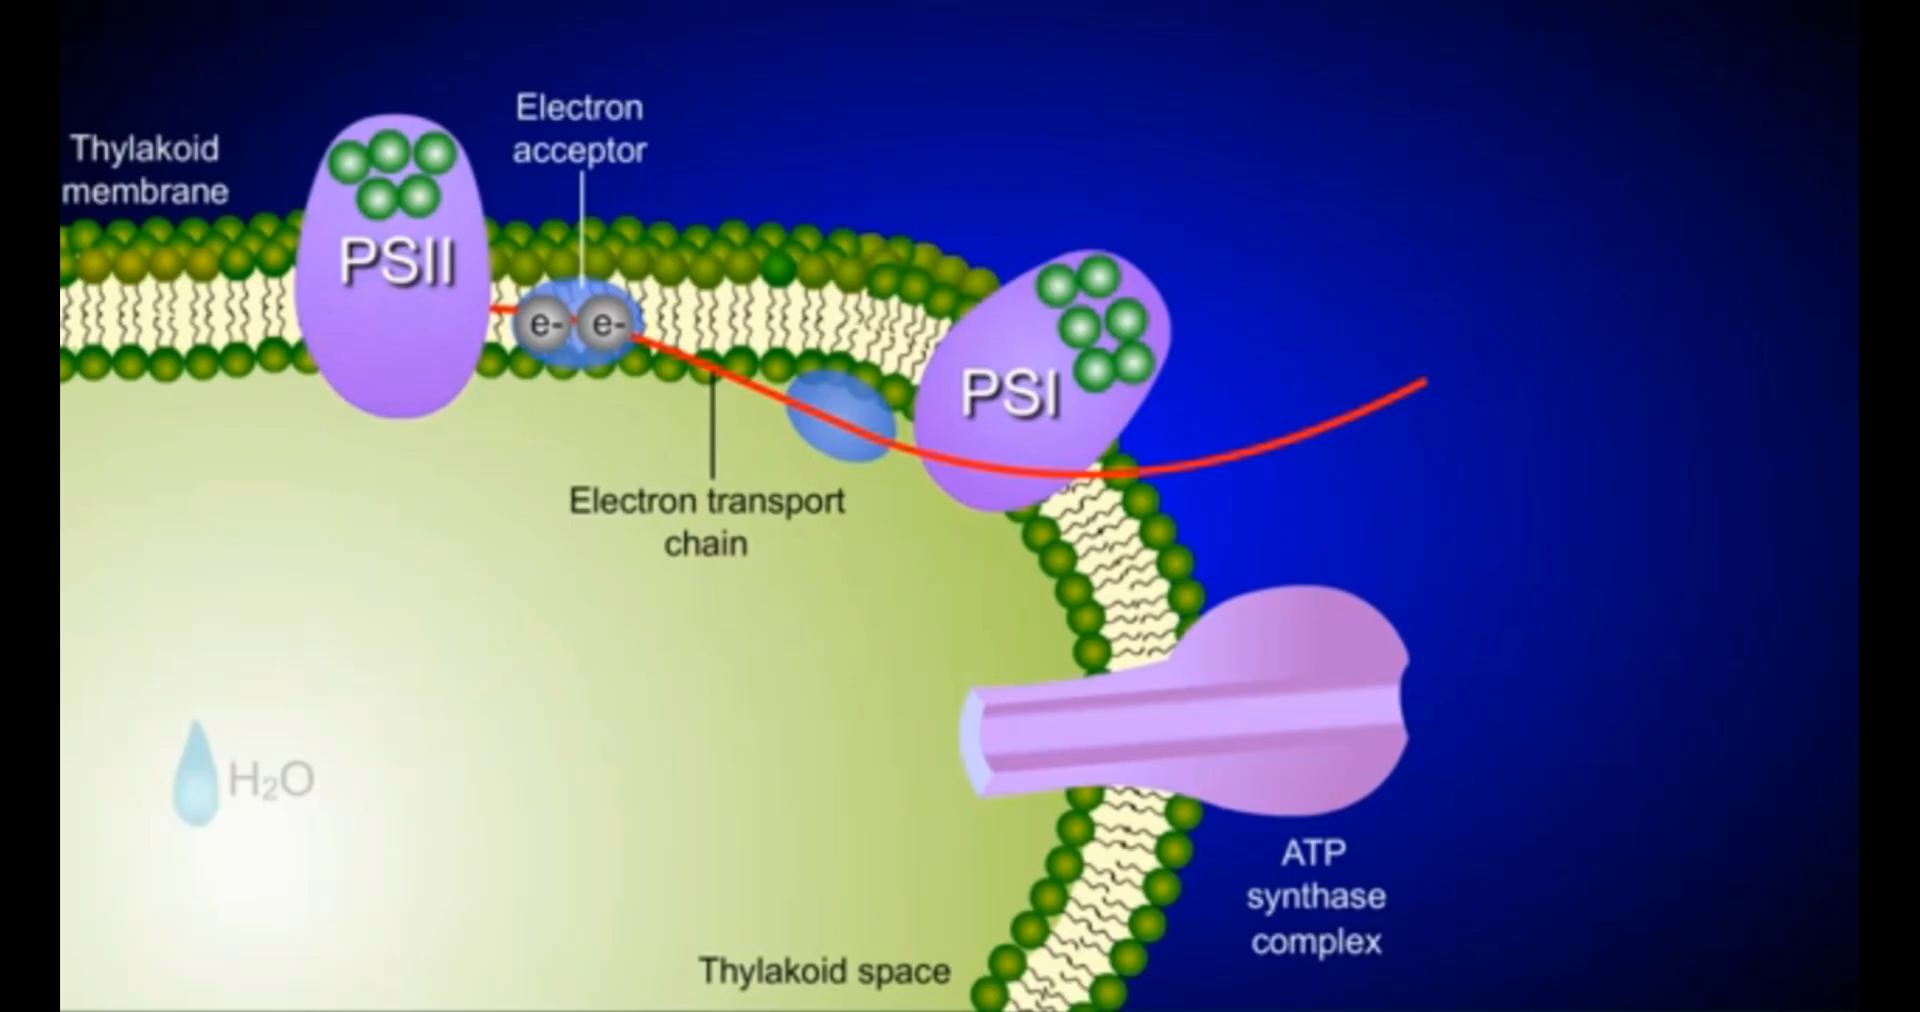 Electron
acceptor
Thylakoid
membrane
PSII
e- e-
PSI
Electron transport
chain
H₂O
ATP
synthase
complex
Thylakoid space